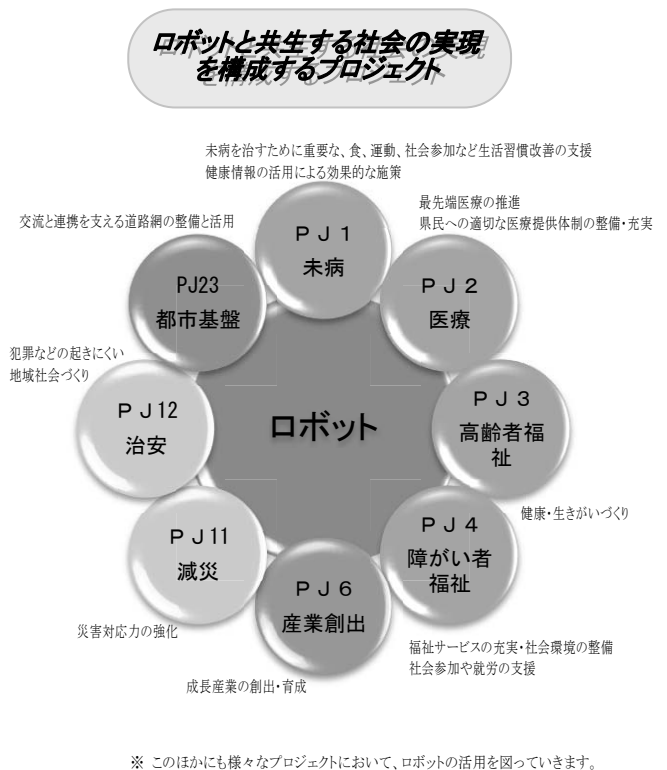 ロボットと共生する社会の実現
を構成するプロジェクト
未病を治すために重要な、食、運動、社会参加など生活習慣改善の支援
健康情報の活用による効果的な施策
ＰＪ１
未病
最先端医療の推進
県民への適切な医療提供体制の整備・充実
ＰＪ２
医療
ＰＪ３
高齢者福
祉
健康・生きがいづくり
ＰＪ４
障がい者
福祉
福祉サービスの充実・社会環境の整備
社会参加や就労の支援
ＰＪ６
産業創出
成長産業の創出・育成
ＰＪ11
減災
災害対応力の強化
ＰＪ12
治安
犯罪などの起きにくい
地域社会づくり
PJ23
都市基盤
交流と連携を支える道路網の整備と活用
ロボット
※ このほかにも様々なプロジェクトにおいて、ロボットの活用を図っていきます。